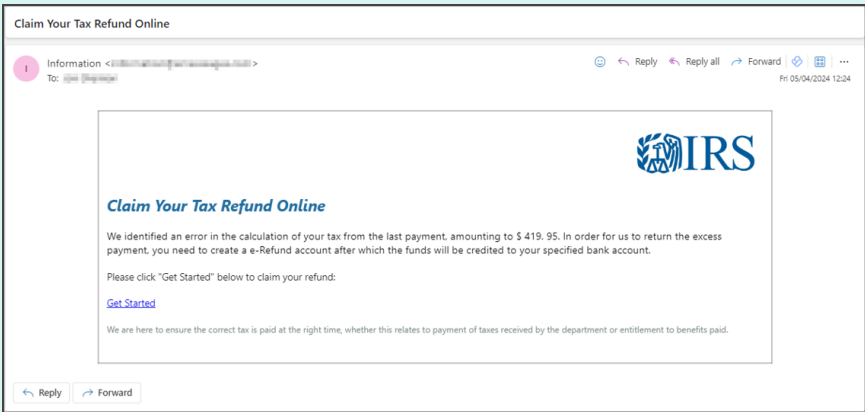 Claim Your Tax Refund Online
I
Information <
>
Reply
Reply all
Forward
To:
Fri 05/04/2024 12:24
IRS
Claim Your Tax Refund Online
We identified an error in the calculation of your tax from the last payment, amounting to $ 419. 95. In order for us to return the excess
payment, you need to create a e-Refund account after which the funds will be credited to your specified bank account.
Please click "Get Started" below to claim your refund:
Get Started
We are here to ensure the correct tax is paid at the right time, whether this relates to payment of taxes received by the department or entitlement to benefits paid.
Reply
Forward